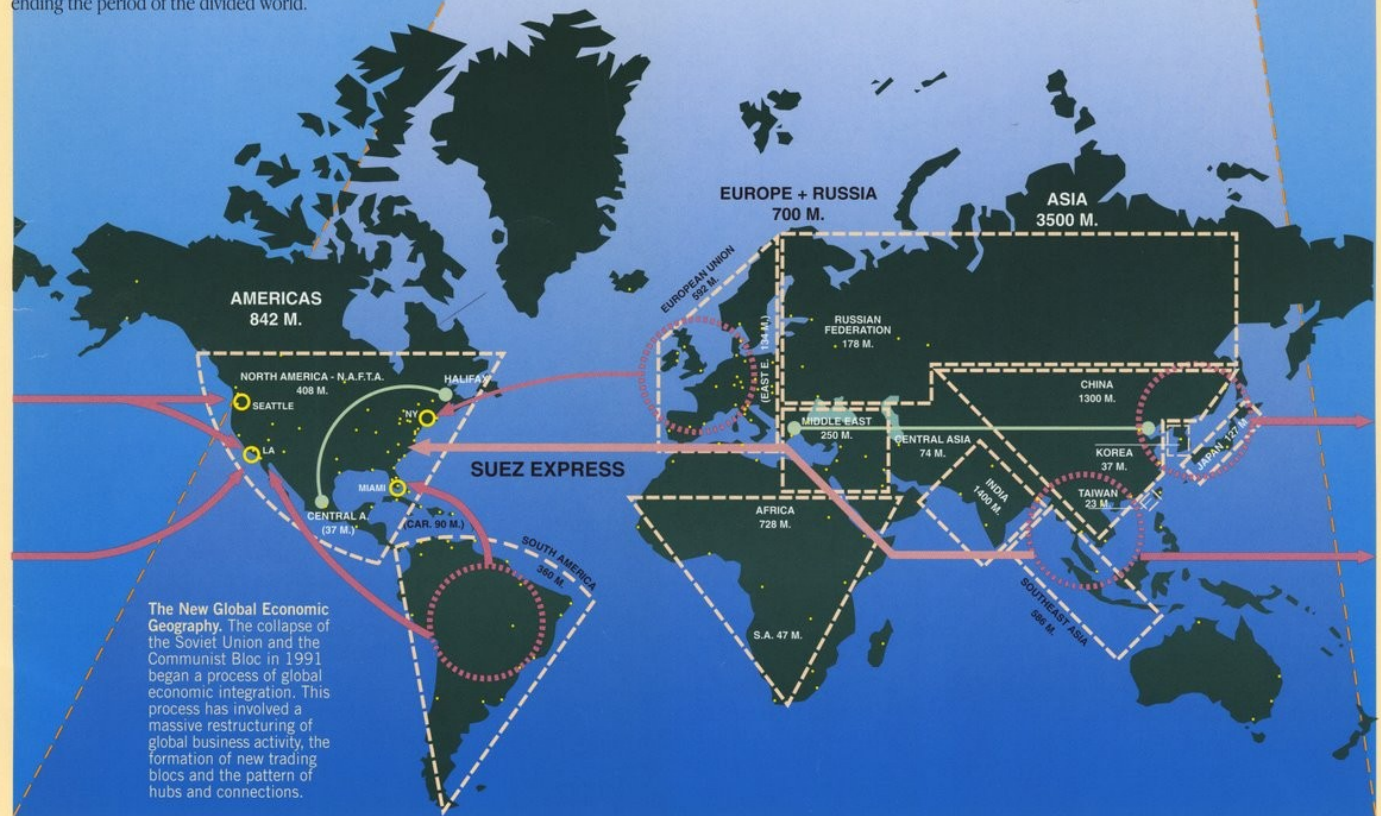 ending the period of the divided world.
EUROPE + RUSSIA
700 M.
ASIA
3500 M.
AMERICAS
842 M.
EUROPEAN UNION
592 M.
(EAST E. 134 M.)
RUSSIAN
FEDERATION
178 M.
NORTH AMERICA - N.A.F.T.A.
408 M.
HALIFAX
SEATTLE
NY
LA
MIAMI
CHINA
1300 M.
MIDDLE EAST
250 M.
CENTRAL ASIA
74 M.
KOREA
37 M.
JAPAN 127 M.
SUEZ EXPRESS
INDIA
1400 M.
TAIWAN
23 M.
CENTRAL A.
(37 M.)
(CAR. 90 M.)
AFRICA
728 M.
SOUTH AMERICA
360 M.
SOUTHEAST ASIA
586 M.
S.A. 47 M.
The New Global Economic
Geography. The collapse of
the Soviet Union and the
Communist Bloc in 1991
began a process of global
economic integration. This
process has involved a
massive restructuring of
global business activity, the
formation of new trading
blocs and the pattern of
hubs and connections.